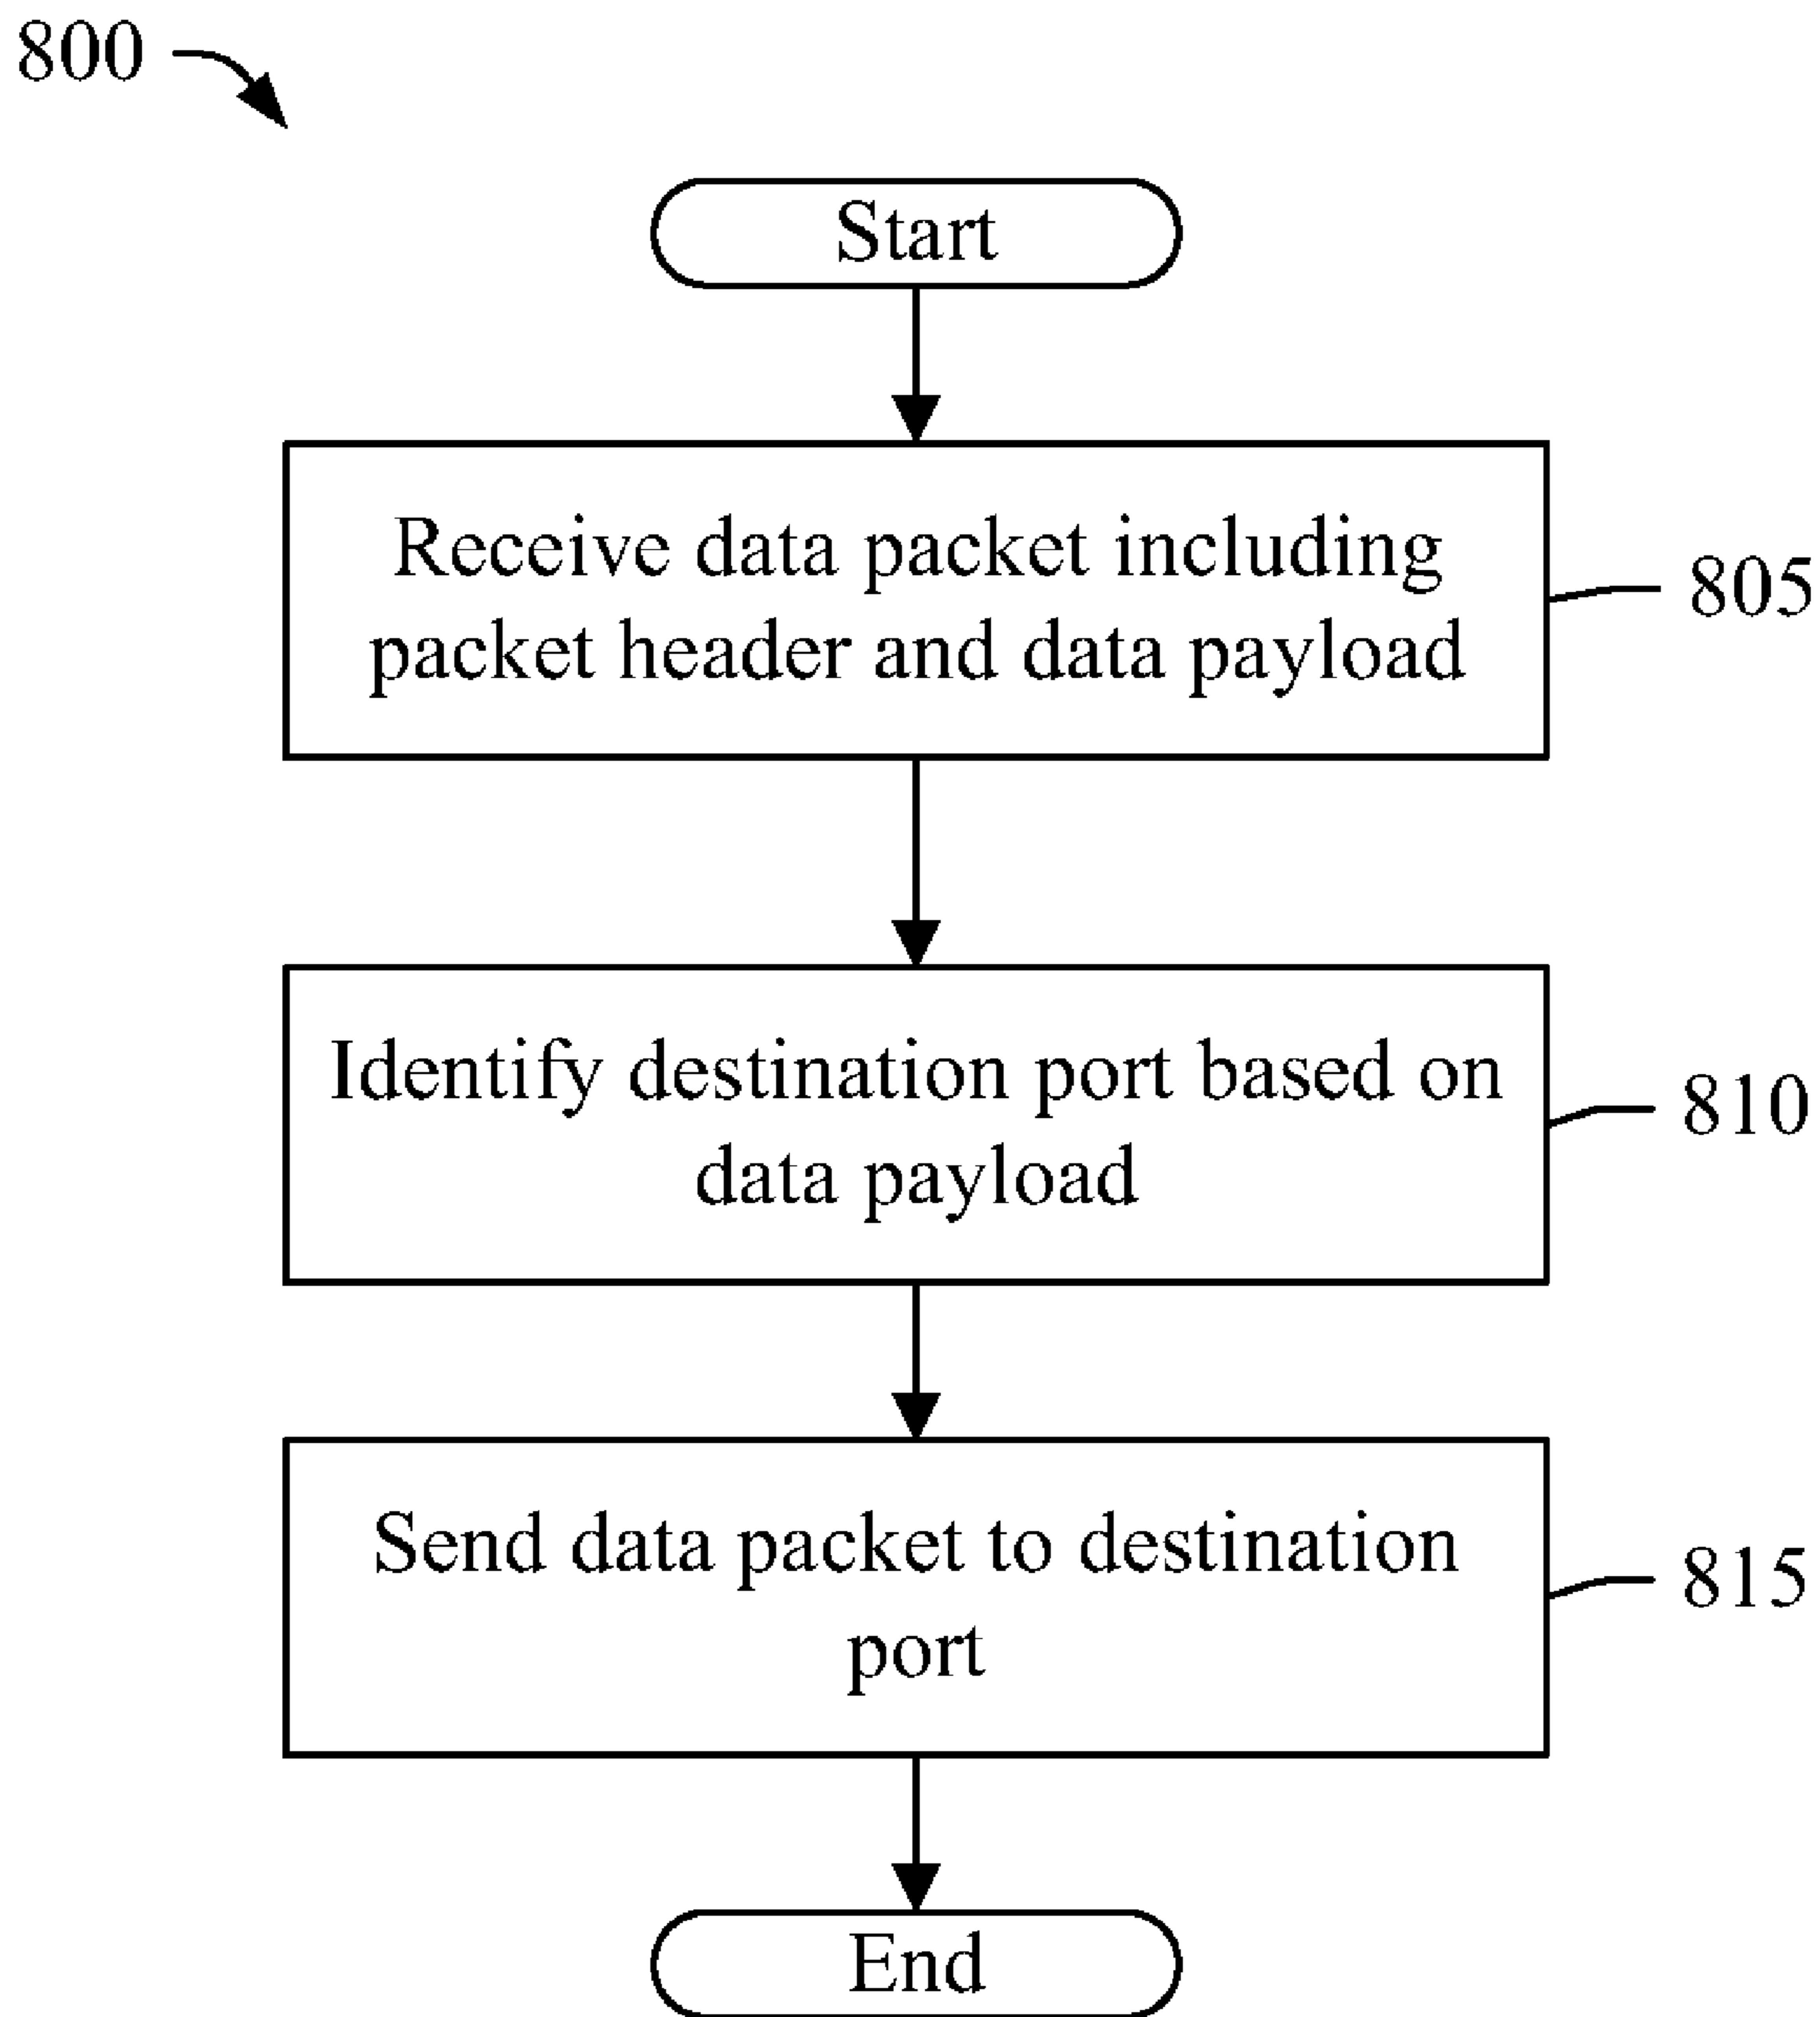 800
Start
Receive data packet including
packet header and data payload
805
Identify destination port based on
data payload
810
Send data packet to destination
port
815
End